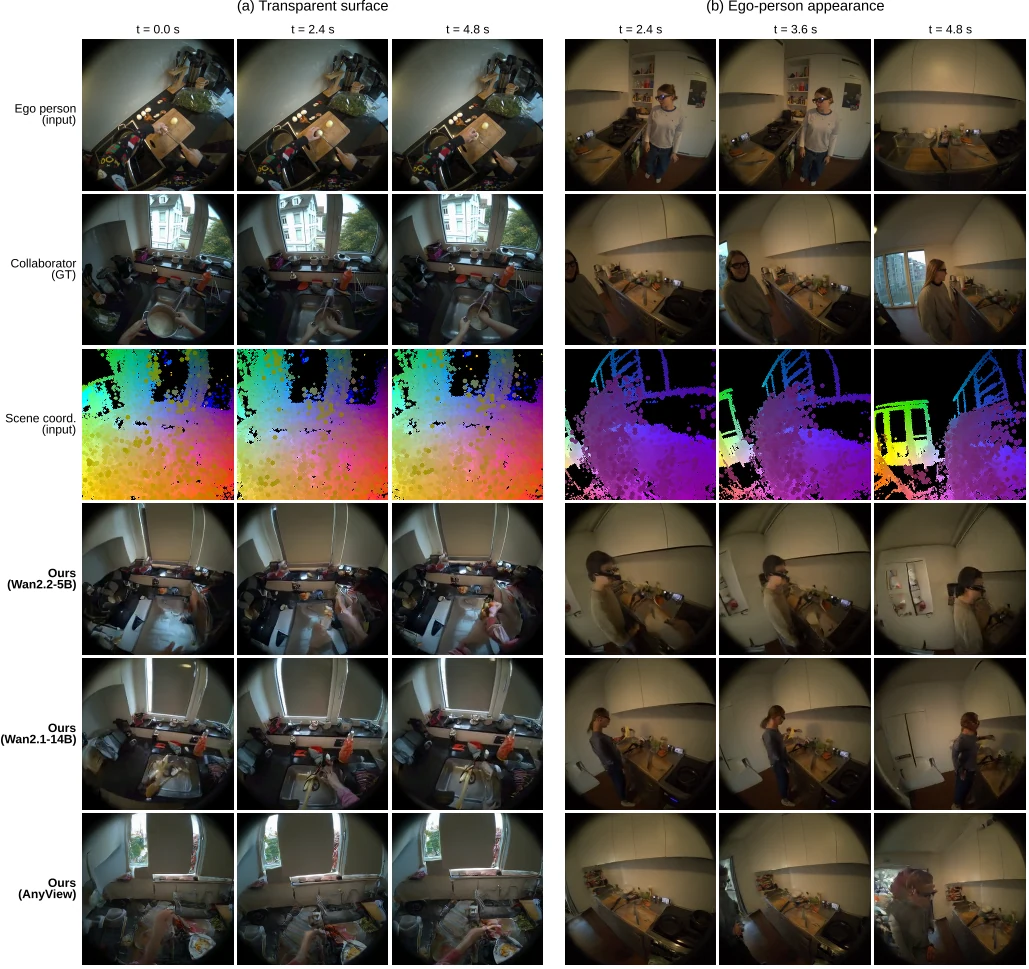 (a) Transparent surface
(b) Ego-person appearance
t = 0.0 s
t = 2.4 s
t = 4.8 s
t = 2.4 s
t = 3.6 s
t = 4.8 s
Ego person
(input)
Collaborator
(GT)
Scene coord.
(input)
Ours
(Wan2.2-5B)
Ours
(Wan2.1-14B)
Ours
(AnyView)